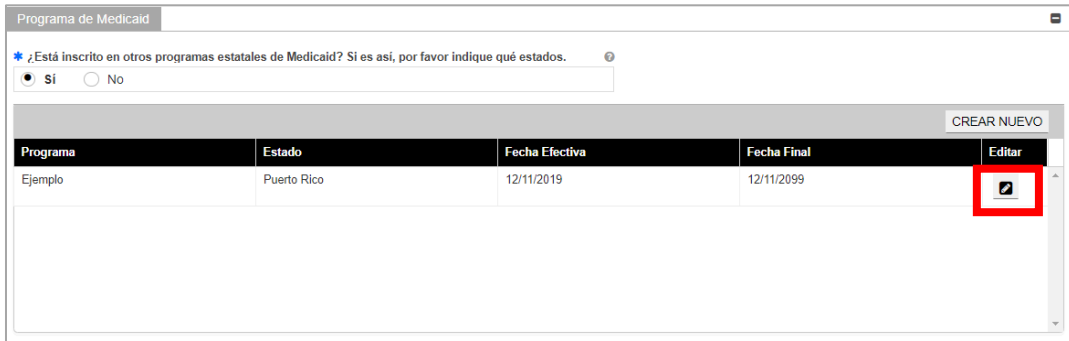 Programa de Medicaid
* ¿Está inscrito en otros programas estatales de Medicaid? Si es así, por favor indique qué estados.
Sí No
CREAR NUEVO
Programa Estado Fecha Efectiva Fecha Final Editar
Ejemplo Puerto Rico 12/11/2019 12/11/2099